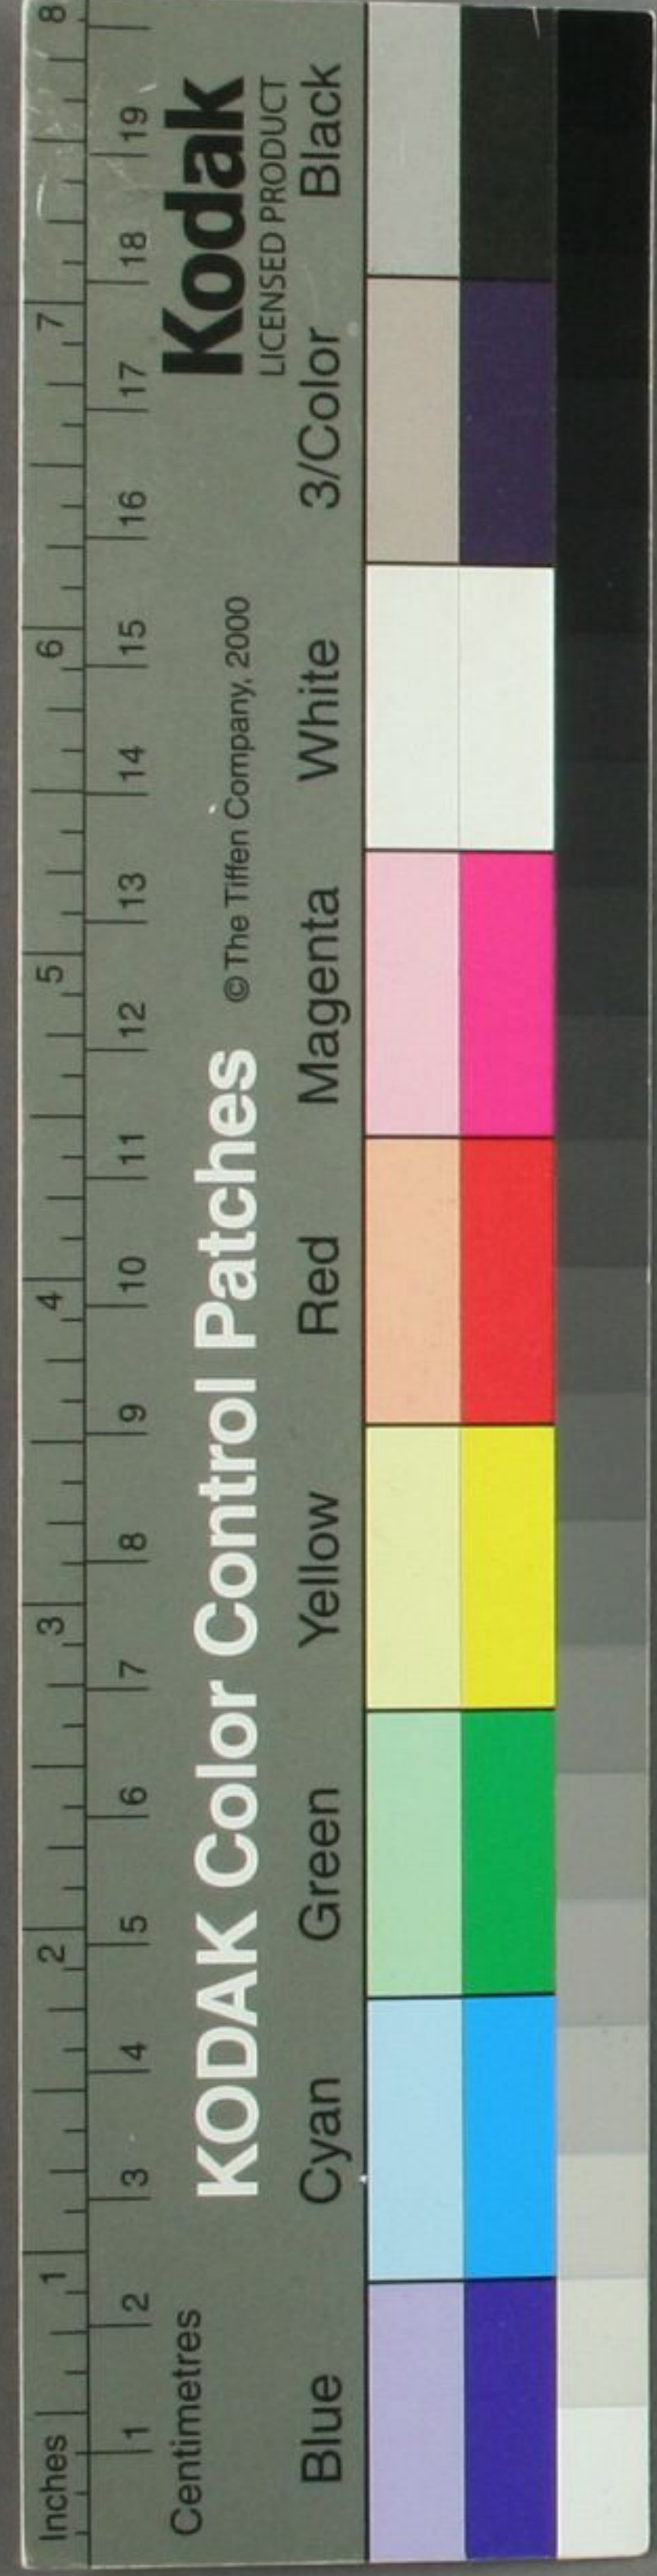 Inches 1 2 3 4 5 6 7 8
1 2 3 4 5 6 7 8 9 10 11 12 13 14 15 16 17 18 19
Centimetres
KODAK Color Control Patches © The Tiffen Company, 2000 Kodak
LICENSED PRODUCT
Blue Cyan Green Yellow Red Magenta White 3/Color Black